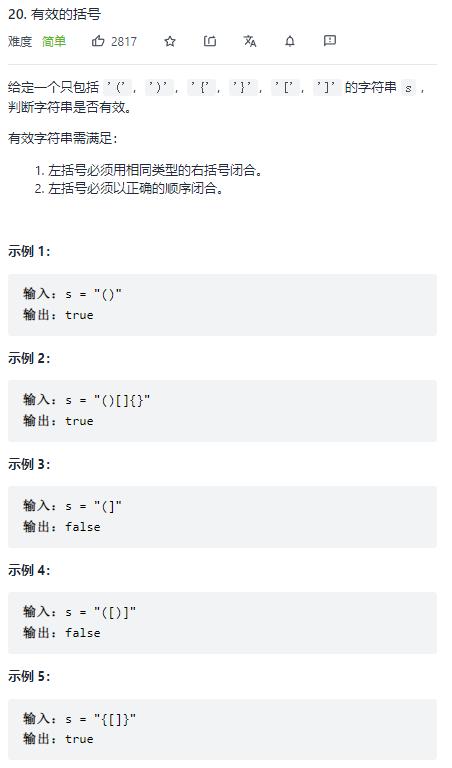 20. 有效的括号
难度 简单 2817
给定一个只包括 '(', ')', '{', '}', '[', ']' 的字符串 s ，
判断字符串是否有效。
有效字符串需满足：
1. 左括号必须用相同类型的右括号闭合。
2. 左括号必须以正确的顺序闭合。
示例 1：
输入：s = "()"
输出：true
示例 2：
输入：s = "()[]{}"
输出：true
示例 3：
输入：s = "(]"
输出：false
示例 4：
输入：s = "([)]"
输出：false
示例 5：
输入：s = "{[]}"
输出：true